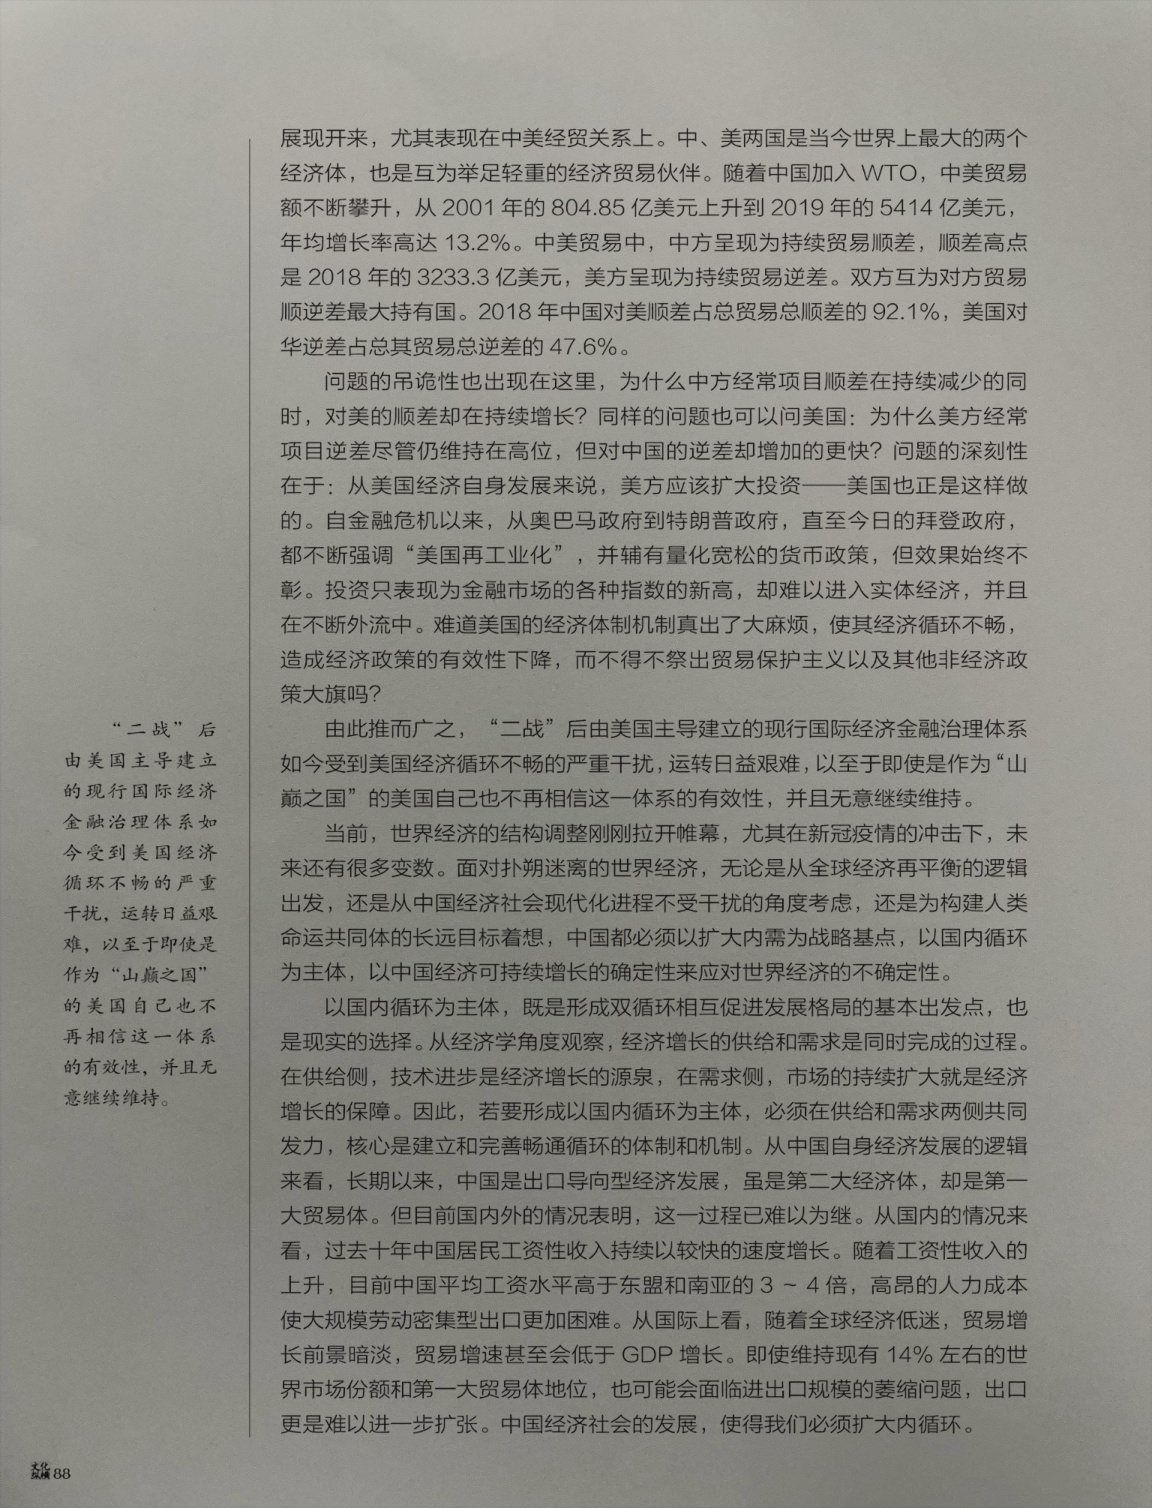 展现开来，尤其表现在中美经贸关系上。中、美两国是当今世界上最大的两个
经济体，也是互为举足轻重的经济贸易伙伴。随着中国加入 WTO，中美贸易
额不断攀升，从 2001 年的 804.85 亿美元上升到 2019 年的 5414 亿美元，
年均增长率高达 13.2%。中美贸易中，中方呈现为持续贸易顺差，顺差高点
是 2018 年的 3233.3 亿美元，美方呈现为持续贸易逆差。双方互为对方贸易
顺逆差最大持有国。2018 年中国对美顺差占总贸易总顺差的 92.1%，美国对
华逆差占总其贸易总逆差的 47.6%。
问题的吊诡性也出现在这里，为什么中方经常项目顺差在持续减少的同
时，对美的顺差却在持续增长？同样的问题也可以问美国：为什么美方经常
项目逆差尽管仍维持在高位，但对中国的逆差却增加的更快？问题的深刻性
在于：从美国经济自身发展来说，美方应该扩大投资——美国也正是这样做
的。自金融危机以来，从奥巴马政府到特朗普政府，直至今日的拜登政府，
都不断强调“美国再工业化”，并辅有量化宽松的货币政策，但效果始终不
彰。投资只表现为金融市场的各种指数的新高，却难以进入实体经济，并且
在不断外流中。难道美国的经济体制机制真出了大麻烦，使其经济循环不畅，
造成经济政策的有效性下降，而不得不祭出贸易保护主义以及其他非经济政
策大旗吗？
由此推而广之，“二战”后由美国主导建立的现行国际经济金融治理体系
如今受到美国经济循环不畅的严重干扰，运转日益艰难，以至于即使是作为“山
巅之国”的美国自己也不再相信这一体系的有效性，并且无意继续维持。
当前，世界经济的结构调整刚刚拉开帷幕，尤其在新冠疫情的冲击下，未
来还有很多变数。面对扑朔迷离的世界经济，无论是从全球经济再平衡的逻辑
出发，还是从中国经济社会现代化进程不受干扰的角度考虑，还是为构建人类
命运共同体的长远目标着想，中国都必须以扩大内需为战略基点，以国内循环
为主体，以中国经济可持续增长的确定性来应对世界经济的不确定性。
以国内循环为主体，既是形成双循环相互促进发展格局的基本出发点，也
是现实的选择。从经济学角度观察，经济增长的供给和需求是同时完成的过程。
在供给侧，技术进步是经济增长的源泉，在需求侧，市场的持续扩大就是经济
增长的保障。因此，若要形成以国内循环为主体，必须在供给和需求两侧共同
发力，核心是建立和完善畅通循环的体制和机制。从中国自身经济发展的逻辑
来看，长期以来，中国是出口导向型经济发展，虽是第二大经济体，却是第一
大贸易体。但目前国内外的情况表明，这一过程已难以为继。从国内的情况来
看，过去十年中国居民工资性收入持续以较快的速度增长。随着工资性收入的
上升，目前中国平均工资水平高于东盟和南亚的 3 ~ 4 倍，高昂的人力成本
使大规模劳动密集型出口更加困难。从国际上看，随着全球经济低迷，贸易增
长前景暗淡，贸易增速甚至会低于 GDP 增长。即使维持现有 14% 左右的世
界市场份额和第一大贸易体地位，也可能会面临进出口规模的萎缩问题，出口
更是难以进一步扩张。中国经济社会的发展，使得我们必须扩大内循环。
“二战”后
由美国主导建立
的现行国际经济
金融治理体系如
今受到美国经济
循环不畅的严重
干扰，运转日益艰
难，以至于即使是
作为“山巅之国”
的美国自己也不
再相信这一体系
的有效性，并且无
意继续维持。
文化
纵横 88